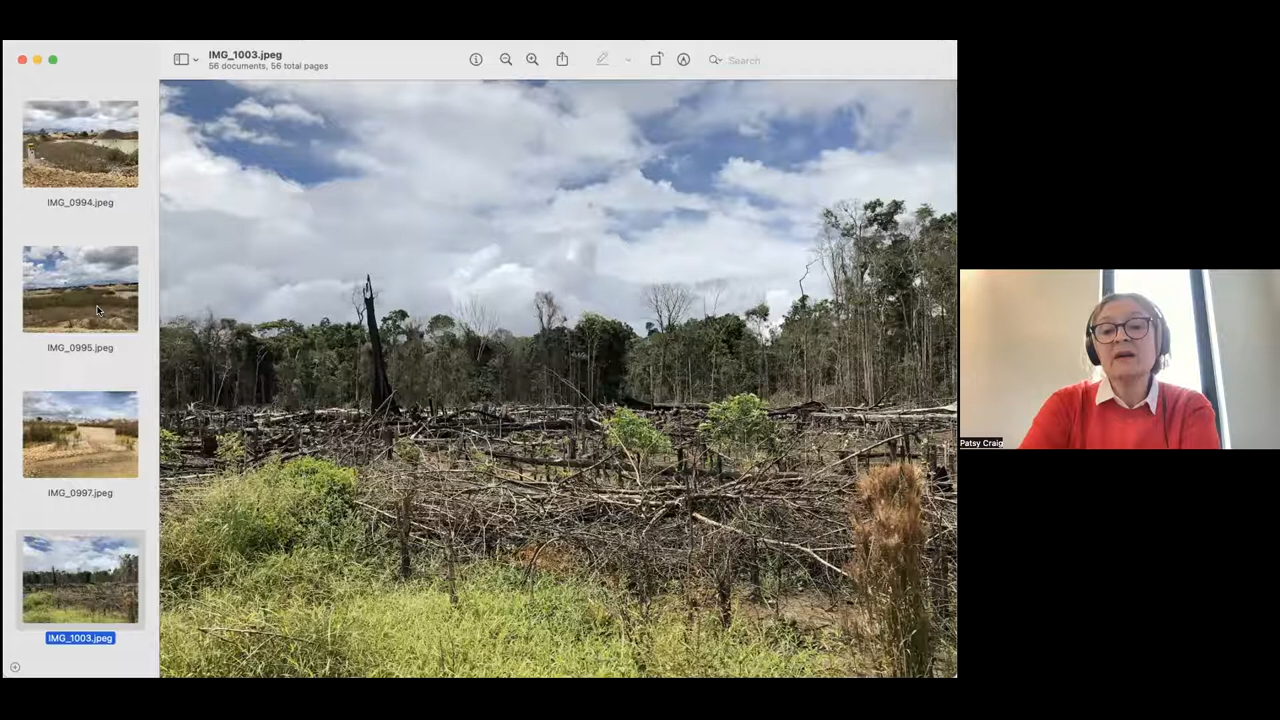 IMG_1003.jpeg
56 documents, 56 total pages
Search
IMG_0994.jpeg
IMG_0995.jpeg
IMG_0997.jpeg
IMG_1003.jpeg
Patsy Craig